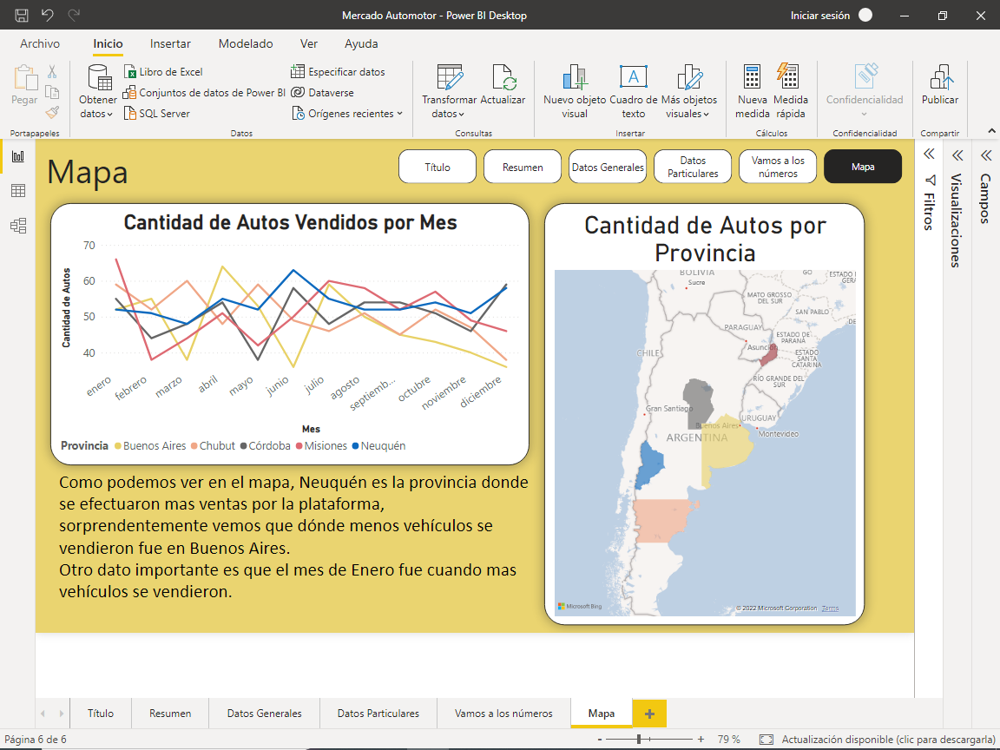 Mercado Automotor - Power BI Desktop
Iniciar sesión
Archivo
Inicio
Insertar
Modelado
Ver
Ayuda
Pegar
Portapapeles
Obtener
datos
Libro de Excel
Conjuntos de datos de Power BI
SQL Server
Especificar datos
Dataverse
Orígenes recientes
Datos
Transformar
datos
Actualizar
Consultas
Nuevo objeto
visual
Cuadro de
texto
Más objetos
visuales
Insertar
Nueva
medida
Medida
rápida
Cálculos
Confidencialidad
Confidencialidad
Publicar
Compartir
Mapa
Título
Resumen
Datos Generales
Datos
Particulares
Vamos a los
números
Mapa
Filtros
Visualizaciones
Campos
Cantidad de Autos Vendidos por Mes
Cantidad de Autos
70
60
50
40
enero
febrero
marzo
abril
mayo
junio
julio
agosto
septiemb...
octubre
noviembre
diciembre
Mes
Provincia
Buenos Aires
Chubut
Córdoba
Misiones
Neuquén
Cantidad de Autos por
Provincia
BOLIVIA
Sucre
GO
ESTADO
GERA
MATO GROSSO
DEL SUR
SAN PABLO
DE
PARAGUAY
ESTADO DE
PARANÁ
Asunción
ESTADO
SANTA
CATARINA
CHILE
RÍO GRANDE DEL
SUR
Gran Santiago
URUGUAY
Buenos Aires
Montevideo
ARGENTINA
Microsoft Bing
© 2022 Microsoft Corporation
Terms
Como podemos ver en el mapa, Neuquén es la provincia donde
se efectuaron mas ventas por la plataforma,
sorprendentemente vemos que dónde menos vehículos se
vendieron fue en Buenos Aires.
Otro dato importante es que el mes de Enero fue cuando mas
vehículos se vendieron.
Título
Resumen
Datos Generales
Datos Particulares
Vamos a los números
Mapa
Página 6 de 6
- + 79 %
Actualización disponible (clic para descargarla)